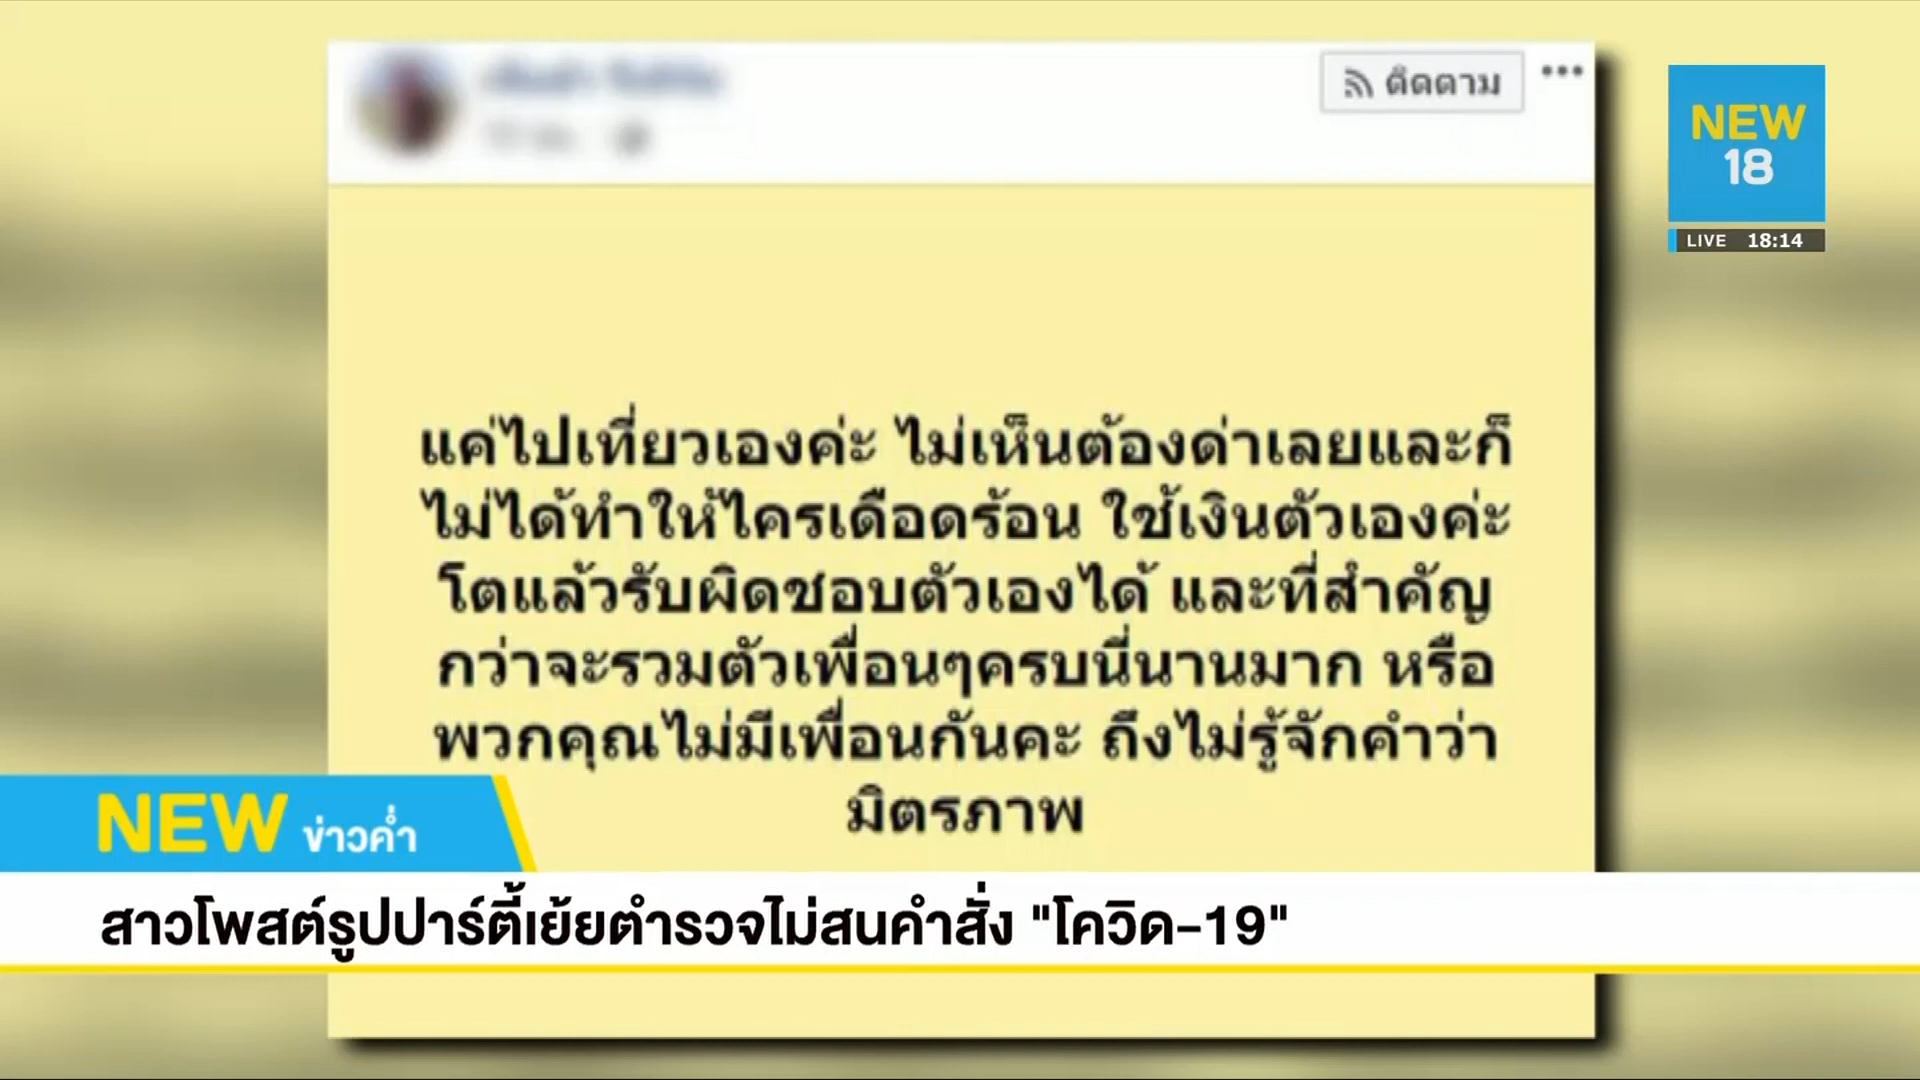 ติดตาม
NEW
18
LIVE 18:14
แค่ไปเที่ยวเองค่ะ ไม่เห็นต้องด่าเลยและก็
ไม่ได้ทำให้ไครเดือดร้อน ใช้เงินตัวเองค่ะ
โตแล้วรับผิดชอบตัวเองได้ และที่สำคัญ
กว่าจะรวมตัวเพื่อนๆครบนี่นานมาก หรือ
พวกคุณไม่มีเพื่อนกันคะ ถึงไม่รู้จักคำว่า
มิตรภาพ
NEW ข่าวค่ำ
สาวโพสต์รูปปาร์ตี้เย้ยตำรวจไม่สนคำสั่ง "โควิด-19"